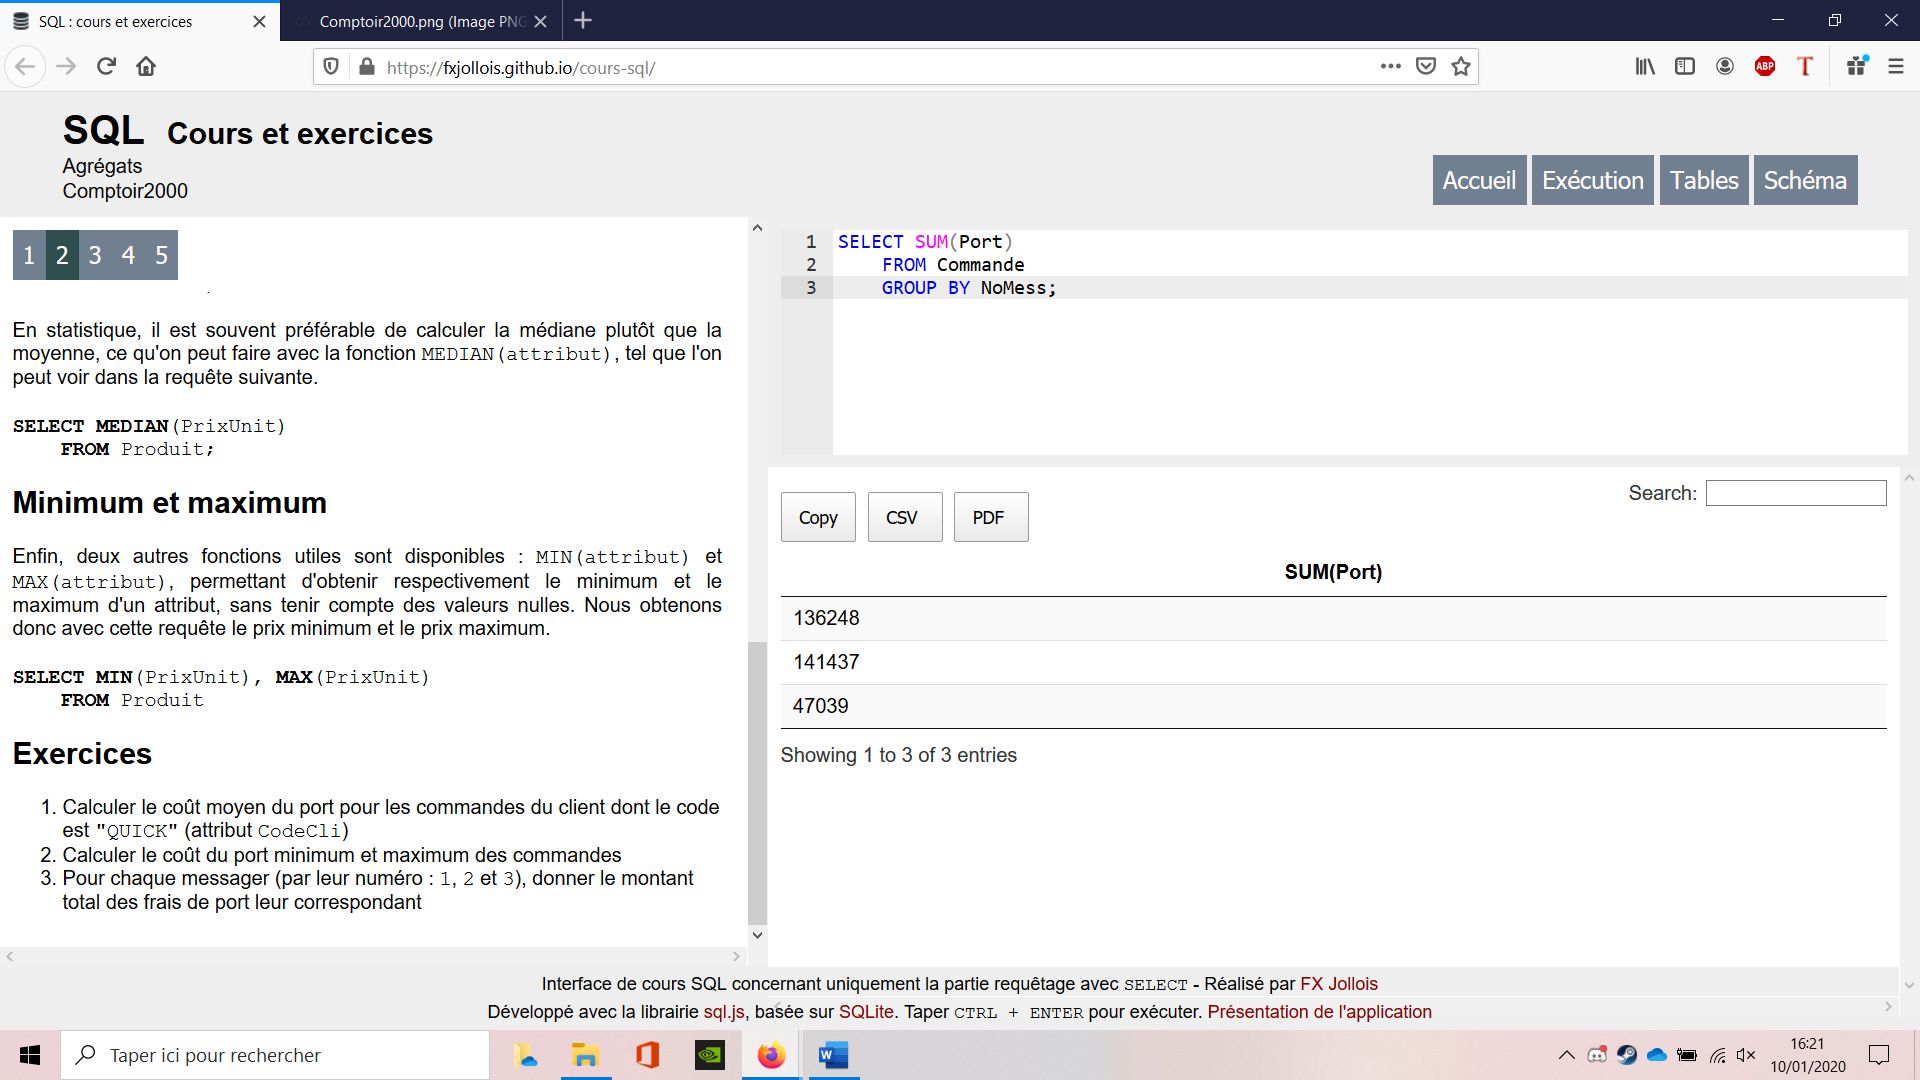 SQL : cours et exercices
Comptoir2000.png (Image PNG
https://fxjollois.github.io/cours-sql/
ABP
T
SQL Cours et exercices
Agrégats
Comptoir2000
Accueil Exécution Tables Schéma
1 2 3 4 5
En statistique, il est souvent préférable de calculer la médiane plutôt que la
moyenne, ce qu'on peut faire avec la fonction MEDIAN(attribut), tel que l'on
peut voir dans la requête suivante.
SELECT MEDIAN(PrixUnit)
FROM Produit;
Minimum et maximum
Enfin, deux autres fonctions utiles sont disponibles : MIN(attribut) et
MAX(attribut), permettant d'obtenir respectivement le minimum et le
maximum d'un attribut, sans tenir compte des valeurs nulles. Nous obtenons
donc avec cette requête le prix minimum et le prix maximum.
SELECT MIN(PrixUnit), MAX(PrixUnit)
FROM Produit
Exercices
1. Calculer le coût moyen du port pour les commandes du client dont le code
est "QUICK" (attribut CodeCli)
2. Calculer le coût du port minimum et maximum des commandes
3. Pour chaque messager (par leur numéro : 1, 2 et 3), donner le montant
total des frais de port leur correspondant
1 SELECT SUM(Port)
2 FROM Commande
3 GROUP BY NoMess;
Search:
Copy CSV PDF
SUM(Port)
136248
141437
47039
Showing 1 to 3 of 3 entries
Interface de cours SQL concernant uniquement la partie requêtage avec SELECT - Réalisé par FX Jollois
Développé avec la librairie sql.js, basée sur SQLite. Taper CTRL + ENTER pour exécuter. Présentation de l'application
Taper ici pour rechercher
16:21
10/01/2020